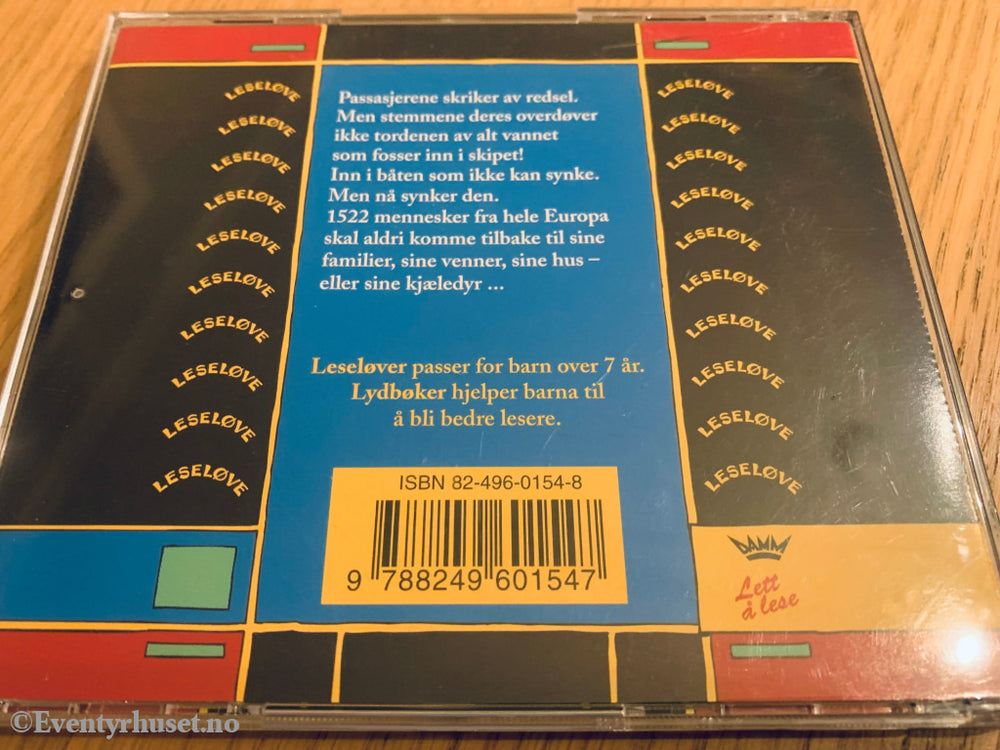 LESELØVE
LESELØVE
LESELØVE
LESELØVE
LESELØVE
LESELØVE
LESELØVE
LESELØVE
LESELØVE
LESELØVE
Passasjerene skriker av redsel.
Men stemmene deres overdøver
ikke tordenen av alt vannet
som fosser inn i skipet!
Inn i båten som ikke kan synke.
Men nå synker den.
1522 mennesker fra hele Europa
skal aldri komme tilbake til sine
familier, sine venner, sine hus –
eller sine kjæledyr ...
Leseløver passer for barn over 7 år.
Lydbøker hjelper barna til
å bli bedre lesere.
ISBN 82-496-0154-8
9 788249 601547
LESELØVE
LESELØVE
LESELØVE
LESELØVE
LESELØVE
LESELØVE
LESELØVE
LESELØVE
LESELØVE
LESELØVE
DAMM
Lett
å lese
©Eventyrhuset.no